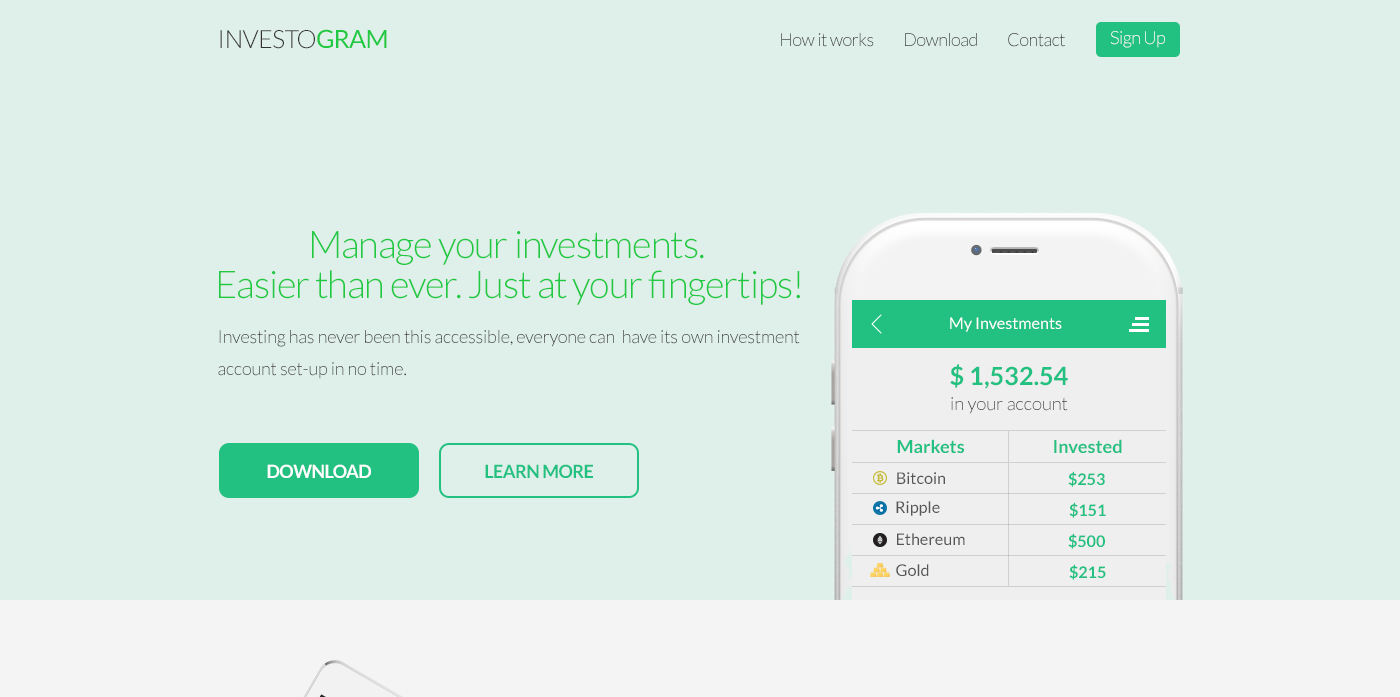 INVESTOGRAM
How it works Download Contact Sign Up
Manage your investments.
Easier than ever. Just at your fingertips!
Investing has never been this accessible, everyone can have its own investment
account set-up in no time.
DOWNLOAD LEARN MORE
My Investments
$ 1,532.54
in your account
Markets Invested
Bitcoin $253
Ripple $151
Ethereum $500
Gold $215